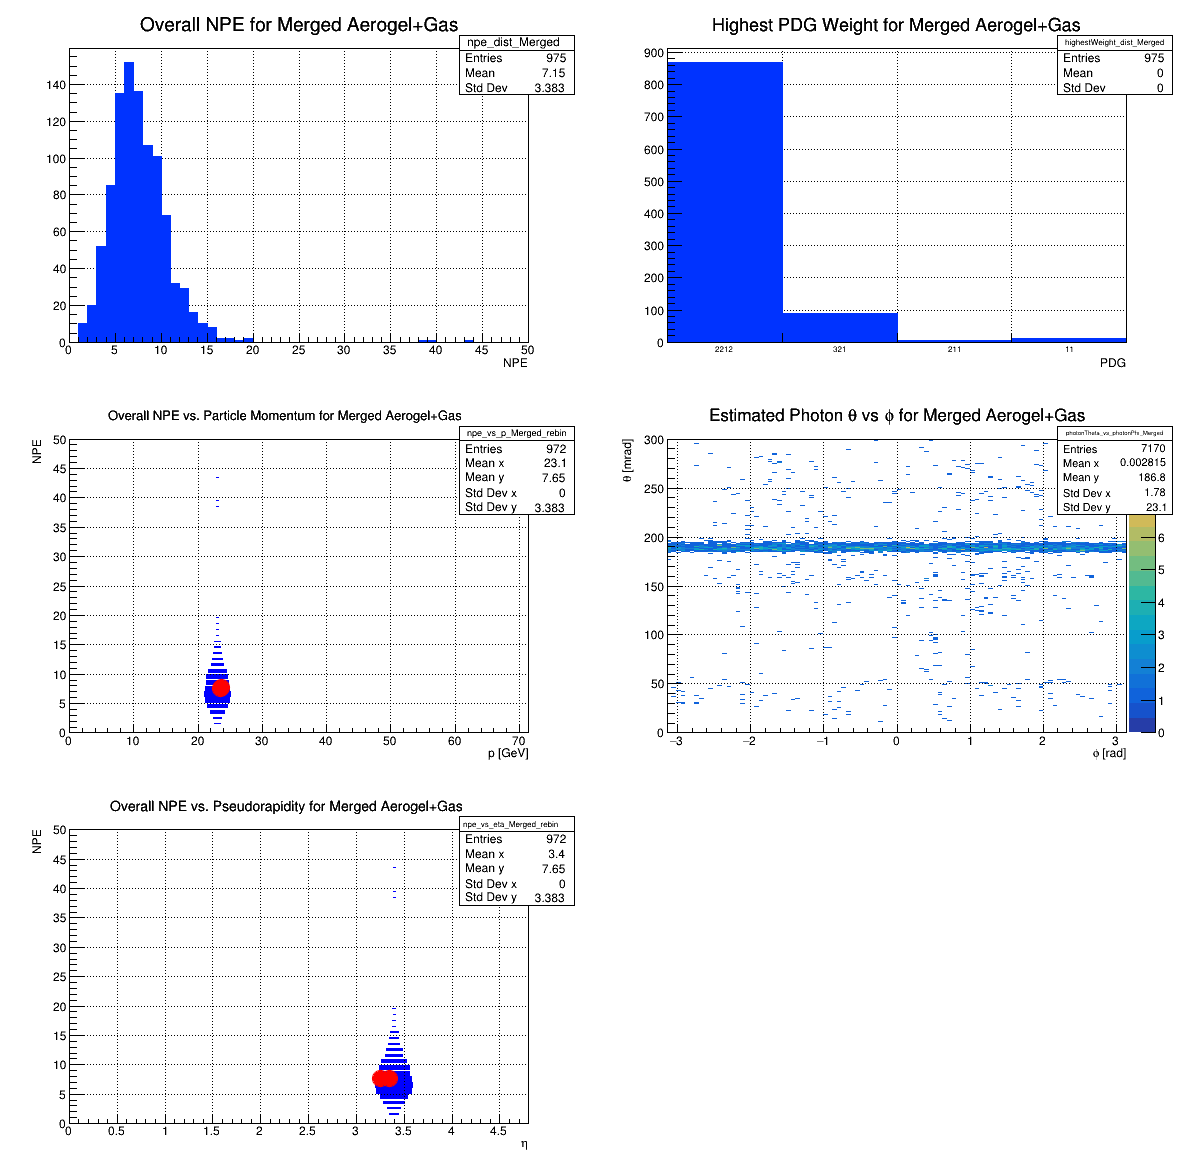 Overall NPE for Merged Aerogel+Gas
npe_dist_Merged
Entries 975
Mean 7.15
Std Dev 3.383
140
120
100
80
60
40
20
0
0 5 10 15 20 25 30 35 40 45 50
NPE
Highest PDG Weight for Merged Aerogel+Gas
highestWeight_dist_Merged
Entries 975
Mean 0
Std Dev 0
900
800
700
600
500
400
300
200
100
0
2212 321 211 11
PDG
Overall NPE vs. Particle Momentum for Merged Aerogel+Gas
npe_vs_p_Merged_rebin
Entries 972
Mean x 23.1
Mean y 7.65
Std Dev x 0
Std Dev y 3.383
NPE
50
45
40
35
30
25
20
15
10
5
0
0 10 20 30 40 50 60 70
p [GeV]
Estimated Photon θ vs ϕ for Merged Aerogel+Gas
photonTheta_vs_photonPhi_Merged
Entries 7170
Mean x 0.002815
Mean y 186.8
Std Dev x 1.78
Std Dev y 23.1
θ [mrad]
300
250
200
150
100
50
0
−3 −2 −1 0 1 2 3
ϕ [rad]
6
5
4
3
2
1
0
Overall NPE vs. Pseudorapidity for Merged Aerogel+Gas
npe_vs_eta_Merged_rebin
Entries 972
Mean x 3.4
Mean y 7.65
Std Dev x 0
Std Dev y 3.383
NPE
50
45
40
35
30
25
20
15
10
5
0
0 0.5 1 1.5 2 2.5 3 3.5 4 4.5
η